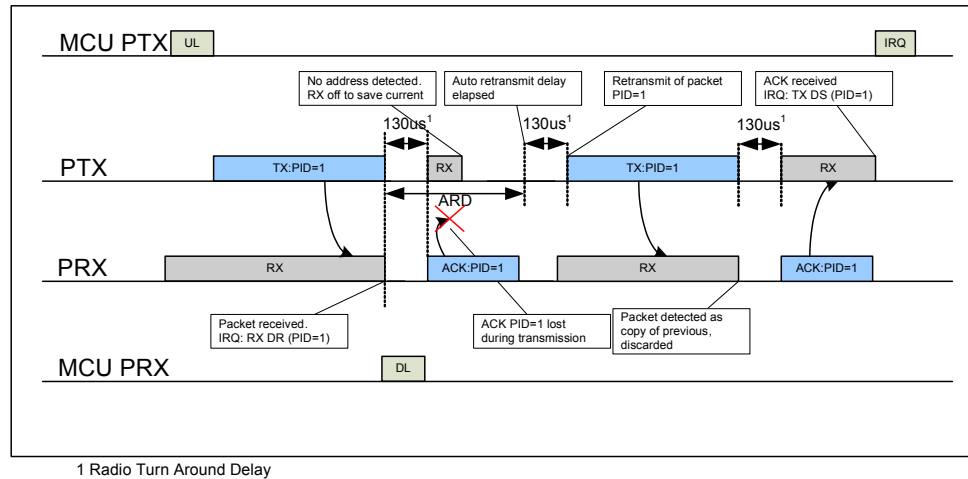 MCU PTX
UL
IRQ
No address detected.
RX off to save current
Auto retransmit delay
elapsed
Retransmit of packet
PID=1
ACK received
IRQ: TX DS (PID=1)
130us1
130us1
130us1
PTX
TX:PID=1
RX
TX:PID=1
RX
ARD
PRX
RX
ACK:PID=1
RX
ACK:PID=1
Packet received.
IRQ: RX DR (PID=1)
ACK PID=1 lost
during transmission
Packet detected as
copy of previous,
discarded
MCU PRX
DL
1 Radio Turn Around Delay